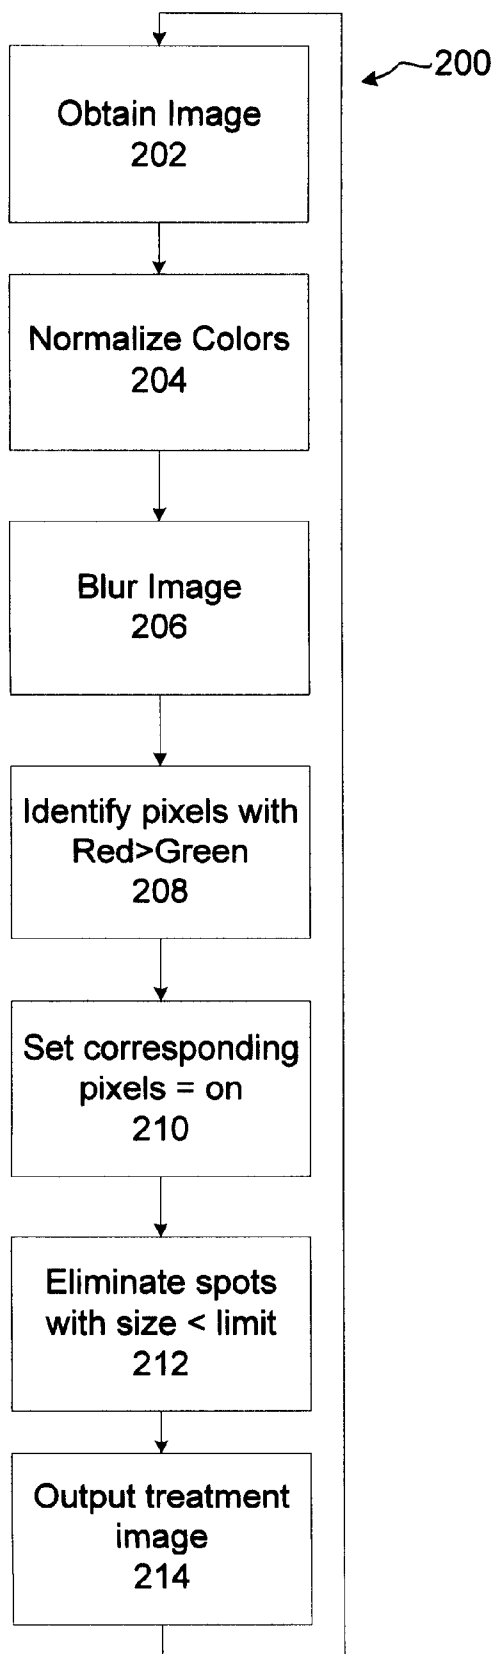 200
Obtain Image
202
Normalize Colors
204
Blur Image
206
Identify pixels with
Red>Green
208
Set corresponding
pixels = on
210
Eliminate spots
with size < limit
212
Output treatment
image
214